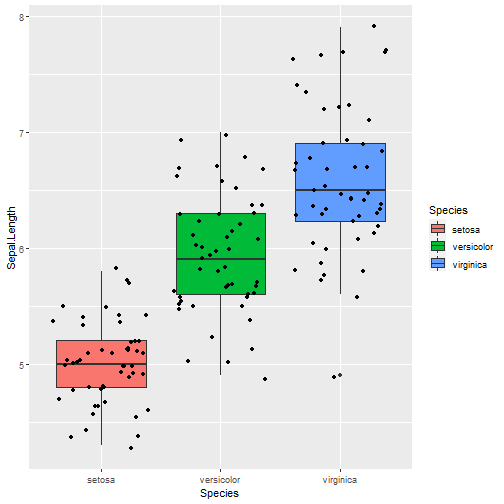 8
7
6
5
Sepal.Length
setosa
versicolor
virginica
Species
Species
setosa
versicolor
virginica